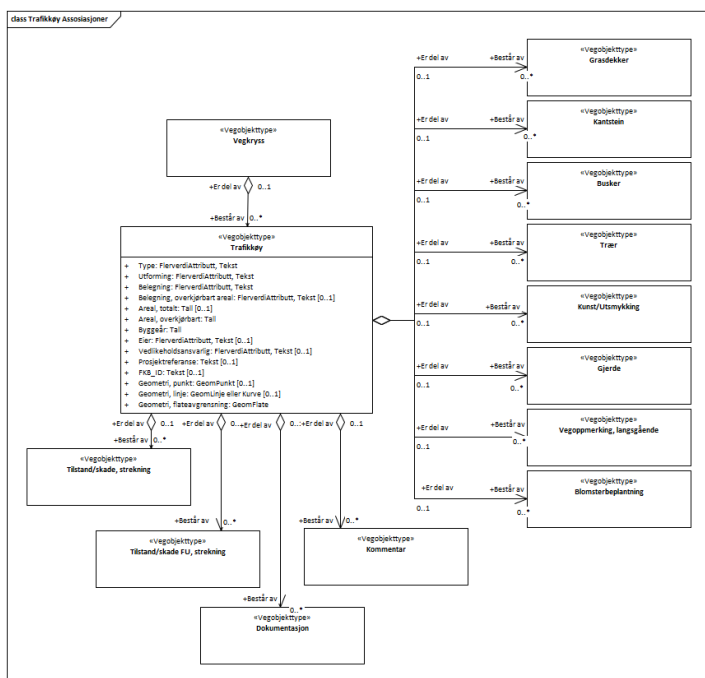 class Trafikkøy Assosiasjoner
«Vegobjekttype»
Vegkryss
+Er del av 0..1
+Består av 0..*
«Vegobjekttype»
Trafikkøy
+ Type: FlerverdiAttributt, Tekst
+ Utforming: FlerverdiAttributt, Tekst
+ Belegning: FlerverdiAttributt, Tekst
+ Belegning, overkjørbart areal: FlerverdiAttributt, Tekst [0..1]
+ Areal, totalt: Tall [0..1]
+ Areal, overkjørbart: Tall
+ Byggeår: Tall
+ Eier: FlerverdiAttributt, Tekst [0..1]
+ Vedlikeholdsansvarlig: FlerverdiAttributt, Tekst [0..1]
+ Prosjektreferanse: Tekst [0..1]
+ FKB_ID: Tekst [0..1]
+ Geometri, punkt: GeomPunkt [0..1]
+ Geometri, linje: GeomLinje eller Kurve [0..1]
+ Geometri, flateavgrensning: GeomFlate
+Er del av 0..1
+Består av 0..*
«Vegobjekttype»
Tilstand/skade, strekning
+Er del av 0..1
+Består av 0..*
«Vegobjekttype»
Tilstand/skade FU, strekning
+Er del av 0..1
+Består av 0..*
«Vegobjekttype»
Dokumentasjon
+Er del av 0..1
+Består av 0..*
«Vegobjekttype»
Kommentar
+Er del av +Består av
0..1 0..*
«Vegobjekttype»
Grasdekker
+Er del av +Består av
0..1 0..*
«Vegobjekttype»
Kantstein
+Er del av +Består av
0..1 0..*
«Vegobjekttype»
Busker
+Er del av +Består av
0..1 0..*
«Vegobjekttype»
Trær
+Er del av +Består av
0..1 0..*
«Vegobjekttype»
Kunst/Utsmykking
+Er del av +Består av
0..1 0..*
«Vegobjekttype»
Gjerde
+Er del av +Består av
0..1 0..*
«Vegobjekttype»
Vegoppmerking, langsgående
+Er del av +Består av
0..1 0..*
«Vegobjekttype»
Blomsterbeplantning